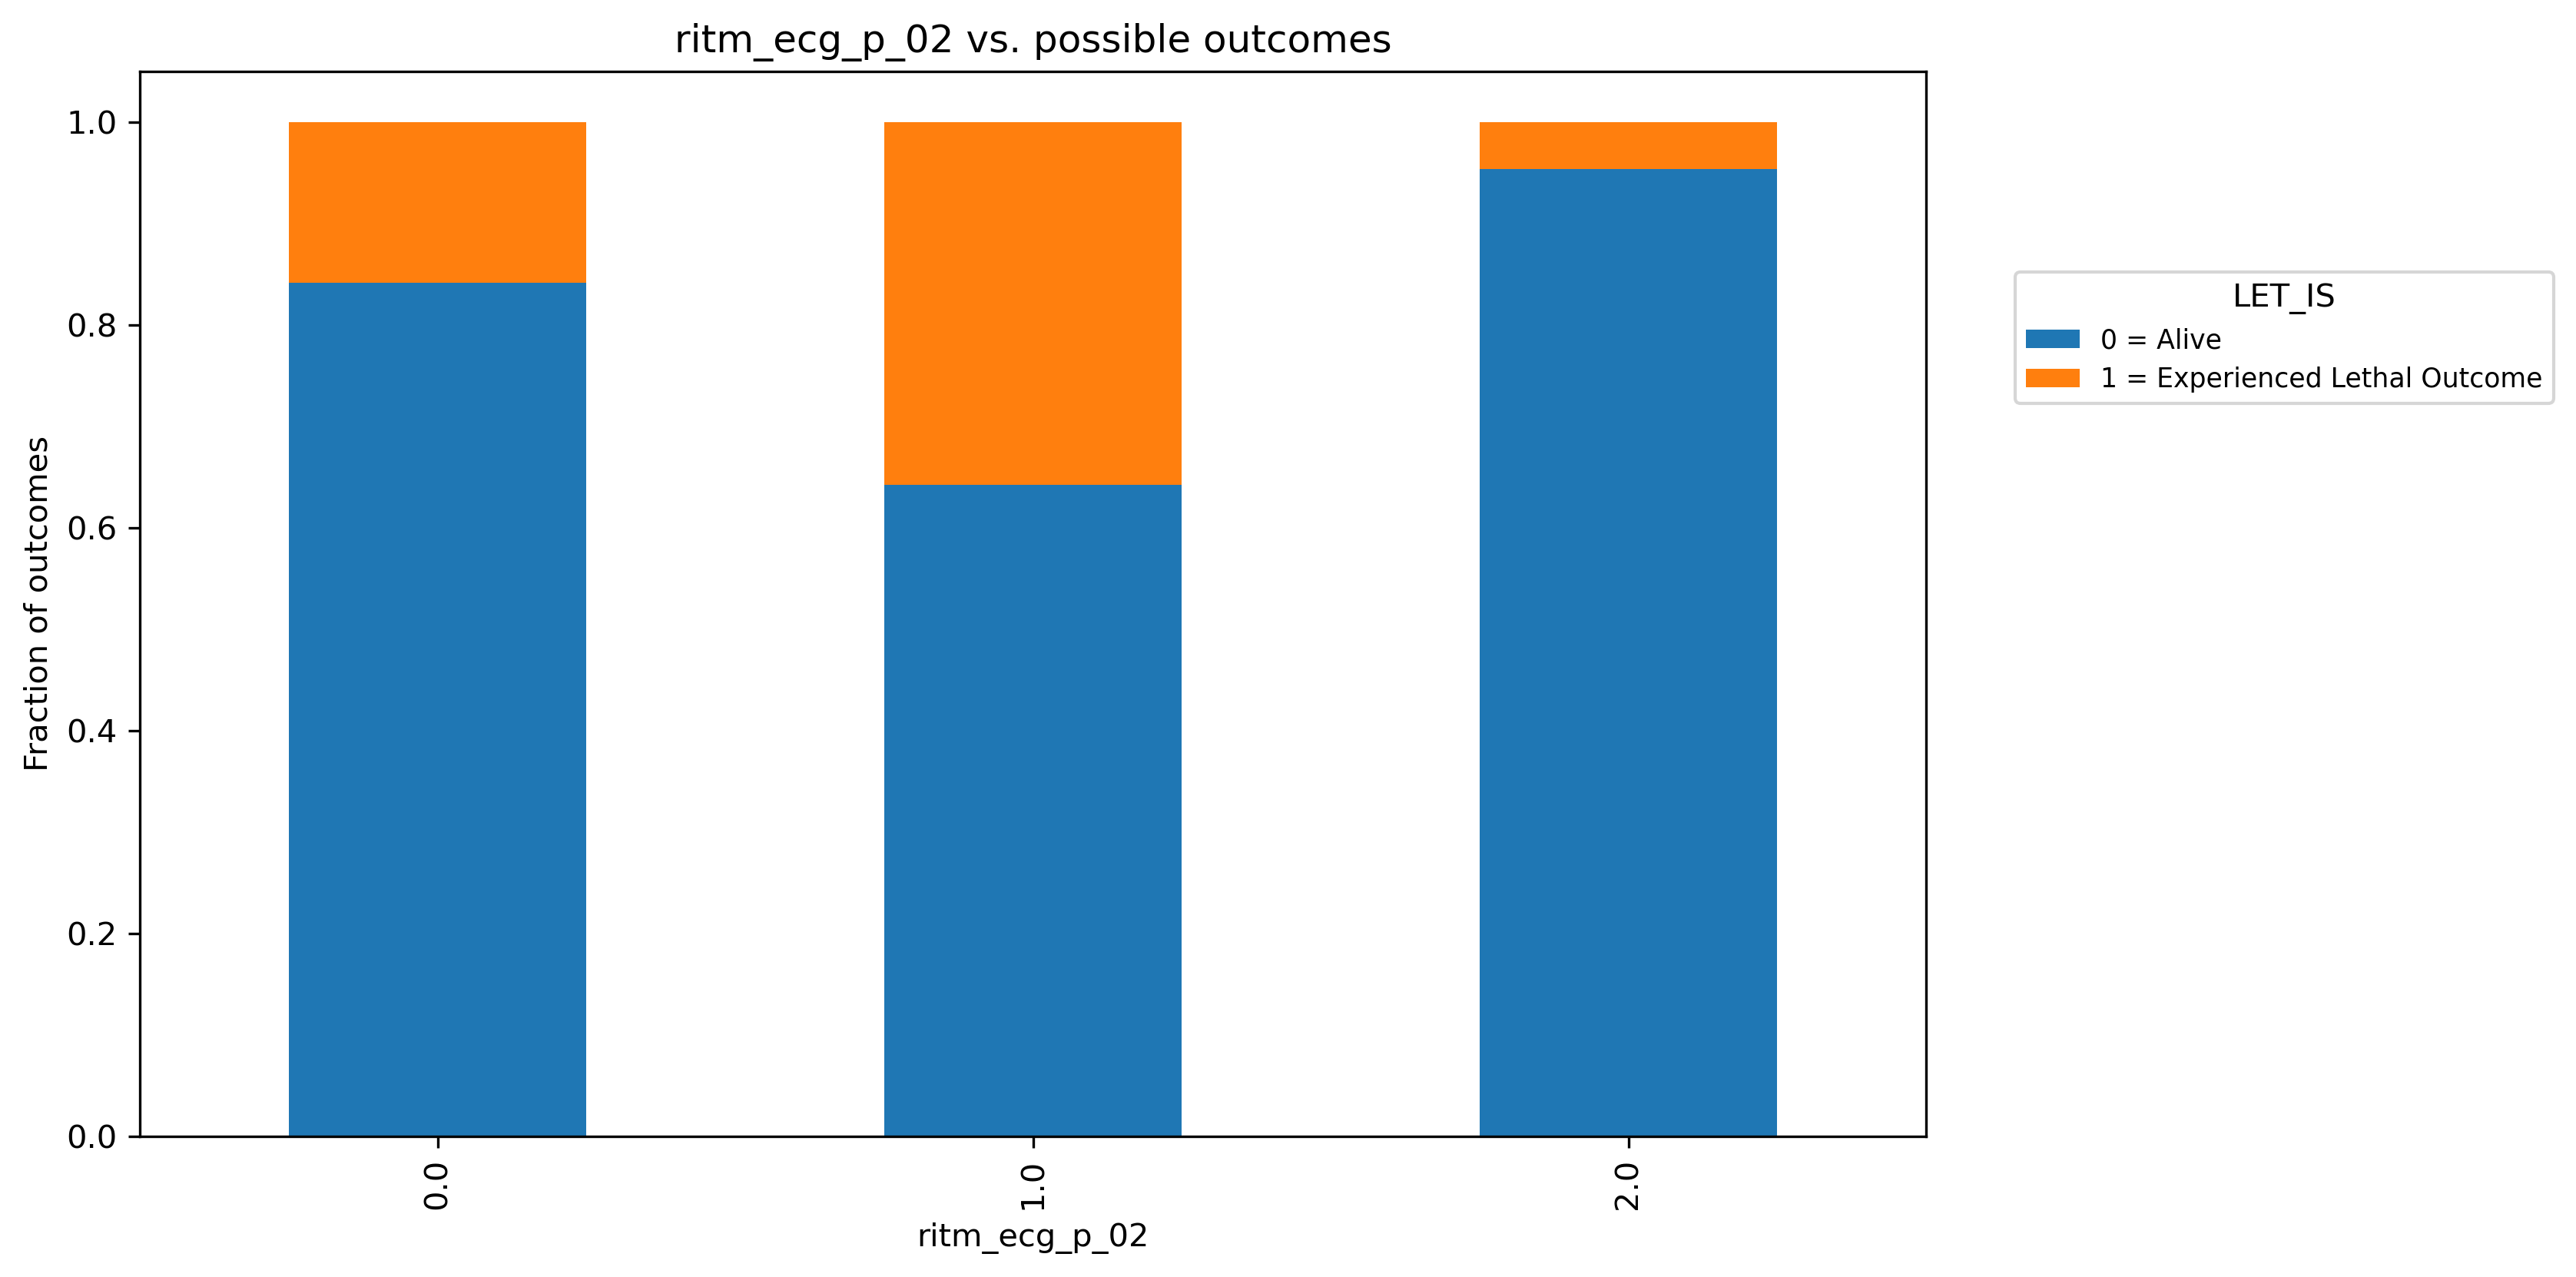 ritm_ecg_p_02 vs. possible outcomes
Fraction of outcomes
1.0
0.8
0.6
0.4
0.2
0.0
0.0
1.0
2.0
ritm_ecg_p_02
LET_IS
0 = Alive
1 = Experienced Lethal Outcome